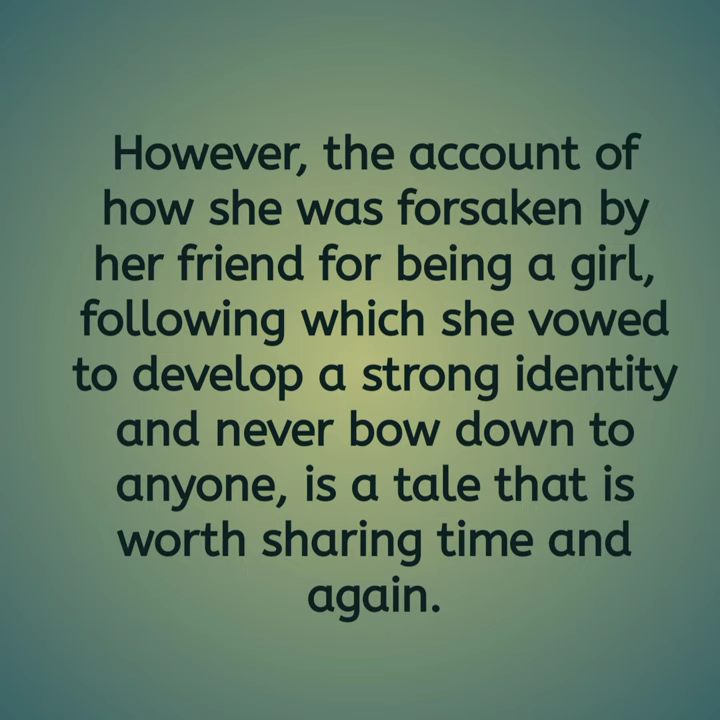 However, the account of
how she was forsaken by
her friend for being a girl,
following which she vowed
to develop a strong identity
and never bow down to
anyone, is a tale that is
worth sharing time and
again.